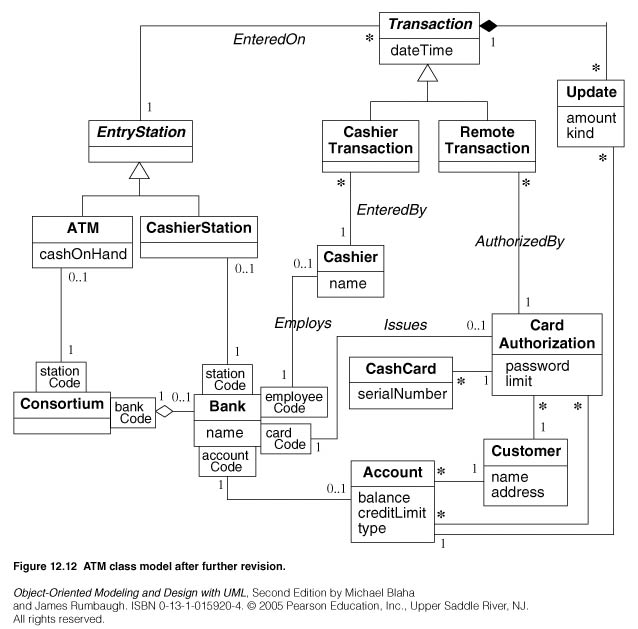 Transaction
dateTime
EnteredOn
*
1
1
*
Update
amount
kind
*
EntryStation
Cashier
Transaction
Remote
Transaction
*
*
EnteredBy
AuthorizedBy
ATM
cashOnHand
CashierStation
0..1
0..1
1
0..1
Cashier
name
Employs
1
Issues
0..1
Card
Authorization
password
limit
CashCard
serialNumber
*
1
1
station
Code
1
station
Code
1
employee
Code
Consortium
bank
Code
1
0..1
Bank
name
card
Code
1
account
Code
1
0..1
*
*
1
Customer
name
address
Account
balance
creditLimit
type
*
1
*
1
Figure 12.12 ATM class model after further revision.
Object-Oriented Modeling and Design with UML, Second Edition by Michael Blaha
and James Rumbaugh. ISBN 0-13-1-015920-4. © 2005 Pearson Education, Inc., Upper Saddle River, NJ.
All rights reserved.